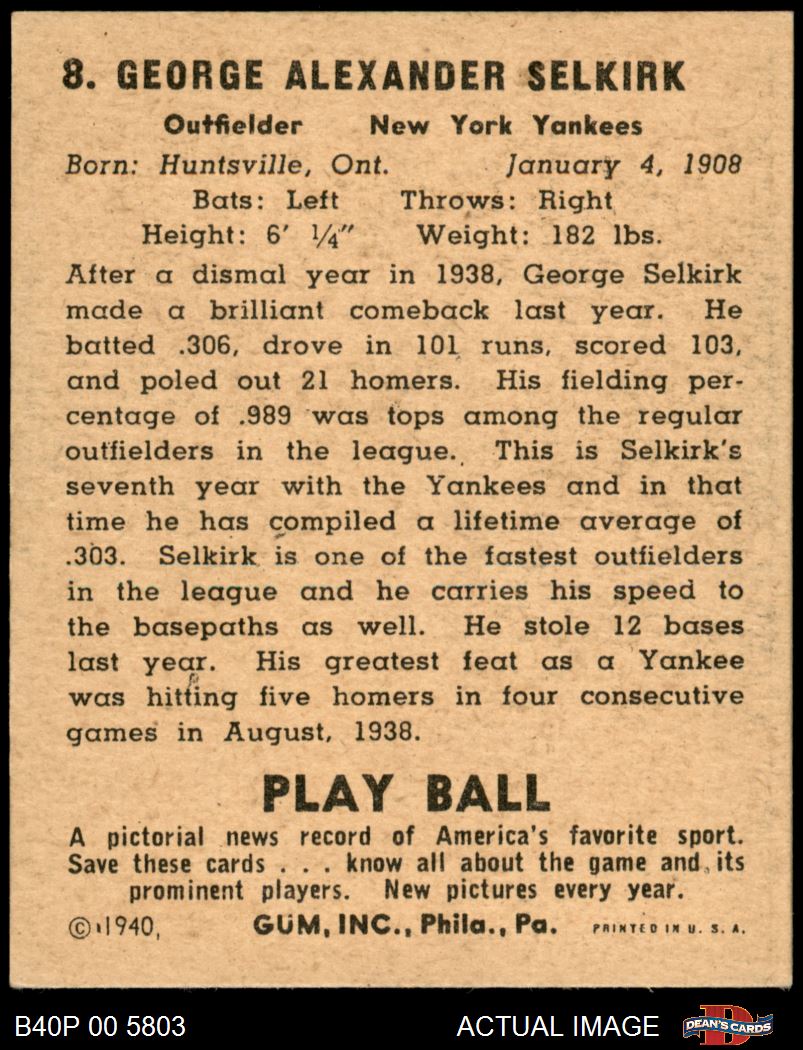 8. GEORGE ALEXANDER SELKIRK
Outfielder New York Yankees
Born: Huntsville, Ont. January 4, 1908
Bats: Left Throws: Right
Height: 6' 1/4" Weight: 182 lbs.
After a dismal year in 1938, George Selkirk
made a brilliant comeback last year. He
batted .306, drove in 101 runs, scored 103,
and poled out 21 homers. His fielding per-
centage of .989 was tops among the regular
outfielders in the league. This is Selkirk's
seventh year with the Yankees and in that
time he has compiled a lifetime average of
.303. Selkirk is one of the fastest outfielders
in the league and he carries his speed to
the basepaths as well. He stole 12 bases
last year. His greatest feat as a Yankee
was hitting five homers in four consecutive
games in August, 1938.
PLAY BALL
A pictorial news record of America's favorite sport.
Save these cards . . . know all about the game and its
prominent players. New pictures every year.
© 1940, GUM, INC., Phila., Pa. PRINTED IN U. S. A.
B40P 00 5803 ACTUAL IMAGE DEAN'S CARDS